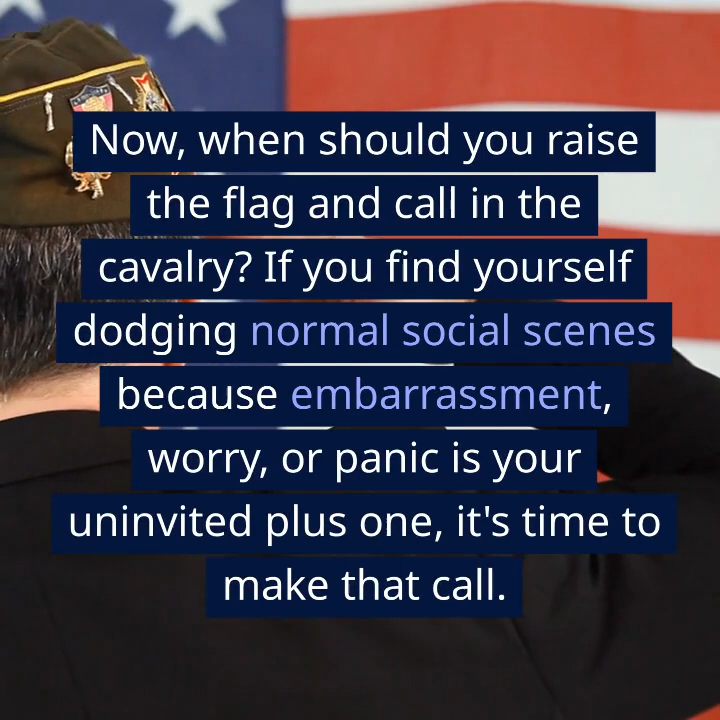 Now, when should you raise
the flag and call in the
cavalry? If you find yourself
dodging normal social scenes
because embarrassment,
worry, or panic is your
uninvited plus one, it's time to
make that call.